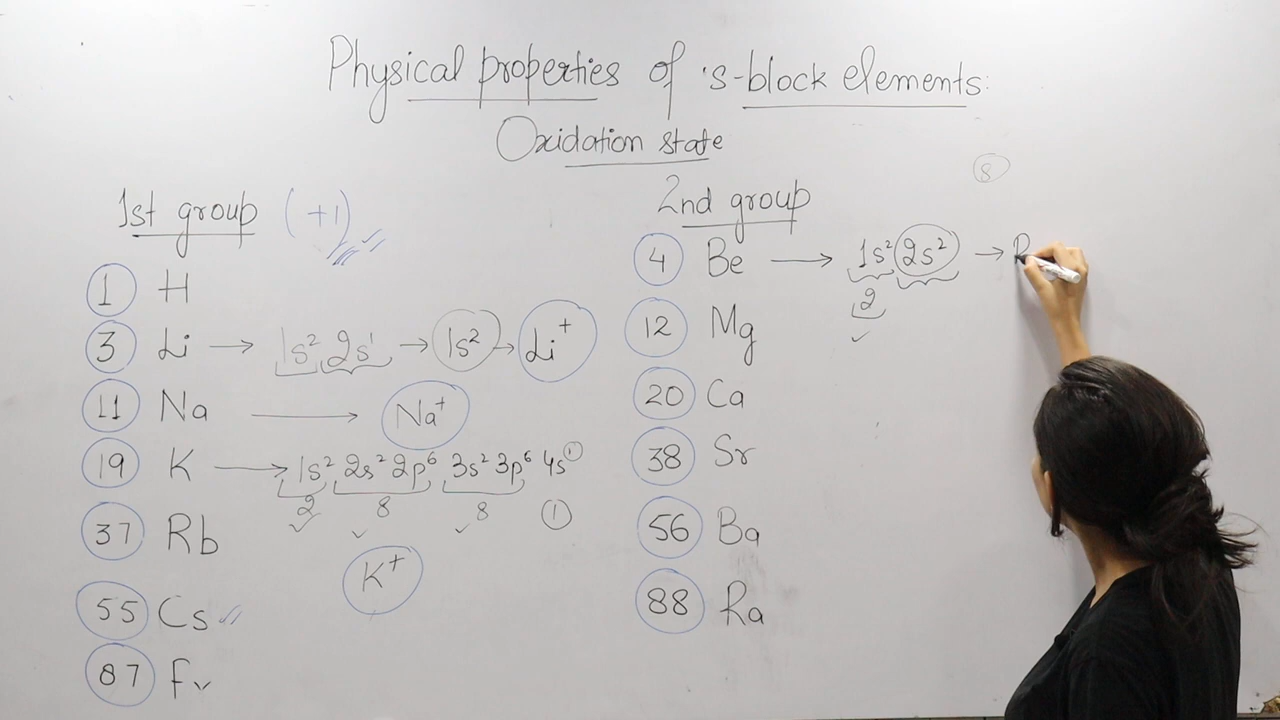 Physical properties of s-block elements:
Oxidation state
1st group (+1)
1 H
3 Li → 1s² 2s¹ → 1s² → Li⁺
11 Na → Na⁺
19 K → 1s² 2s² 2p⁶ 3s² 3p⁶ 4s¹
2 8 8 1
K⁺
37 Rb
55 Cs
87 Fr
8
2nd group
4 Be → 1s² 2s² →
2
12 Mg
20 Ca
38 Sr
56 Ba
88 Ra